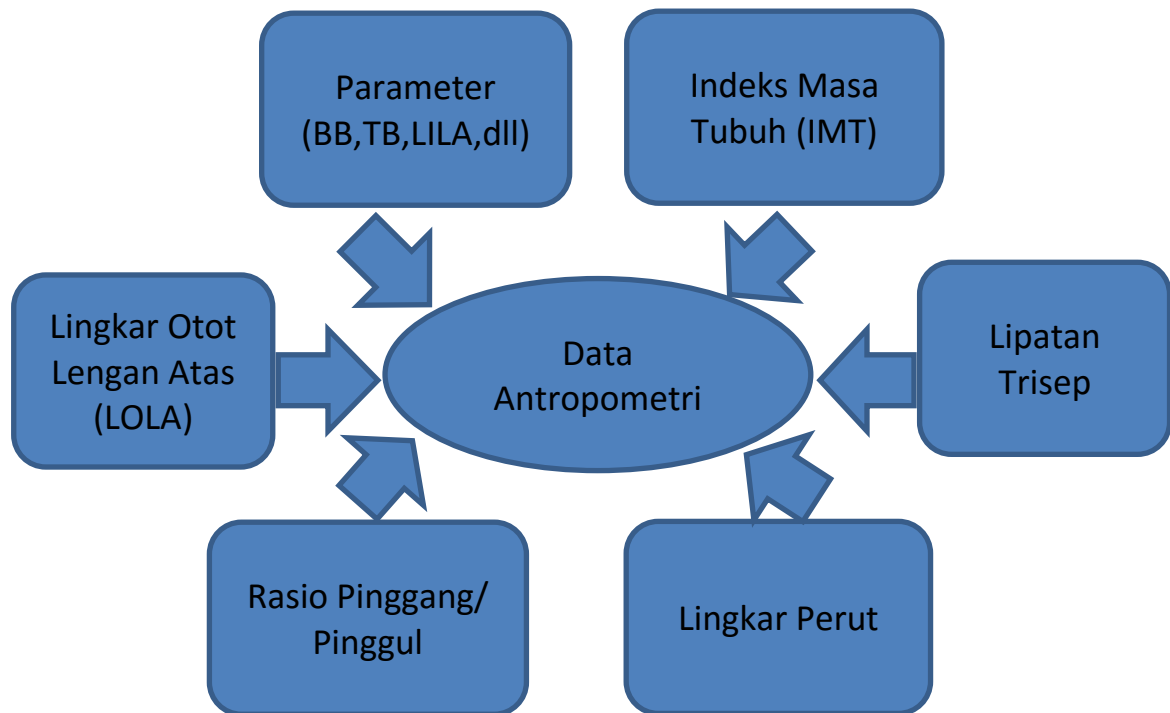 Parameter
(BB,TB,LILA,dll)
Indeks Masa
Tubuh (IMT)
Lingkar Otot
Lengan Atas
(LOLA)
Data
Antropometri
Lipatan
Trisep
Rasio Pinggang/
Pinggul
Lingkar Perut